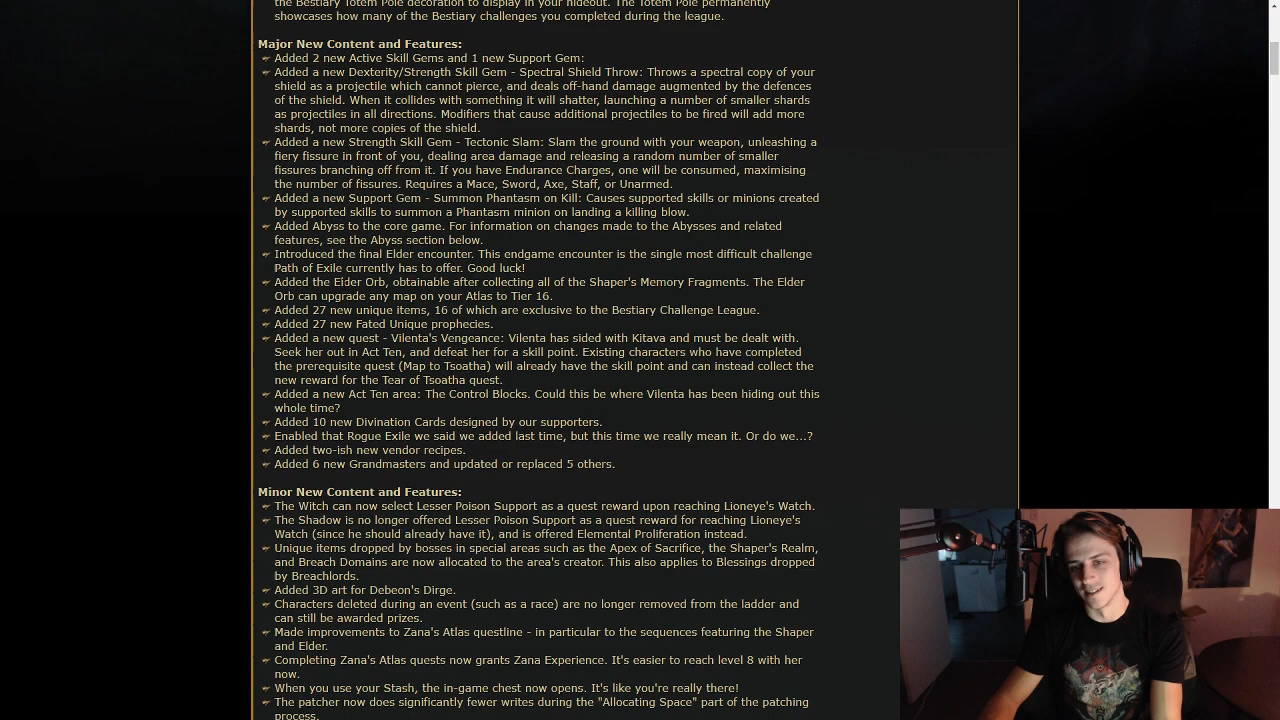 the Bestiary Totem Pole decoration to display in your hideout. The Totem Pole permanently
showcases how many of the Bestiary challenges you completed during the league.
Major New Content and Features:
Added 2 new Active Skill Gems and 1 new Support Gem:
Added a new Dexterity/Strength Skill Gem - Spectral Shield Throw: Throws a spectral copy of your
shield as a projectile which cannot pierce, and deals off-hand damage augmented by the defences
of the shield. When it collides with something it will shatter, launching a number of smaller shards
as projectiles in all directions. Modifiers that cause additional projectiles to be fired will add more
shards, not more copies of the shield.
Added a new Strength Skill Gem - Tectonic Slam: Slam the ground with your weapon, unleashing a
fiery fissure in front of you, dealing area damage and releasing a random number of smaller
fissures branching off from it. If you have Endurance Charges, one will be consumed, maximising
the number of fissures. Requires a Mace, Sword, Axe, Staff, or Unarmed.
Added a new Support Gem - Summon Phantasm on Kill: Causes supported skills or minions created
by supported skills to summon a Phantasm minion on landing a killing blow.
Added Abyss to the core game. For information on changes made to the Abysses and related
features, see the Abyss section below.
Introduced the final Elder encounter. This endgame encounter is the single most difficult challenge
Path of Exile currently has to offer. Good luck!
Added the Elder Orb, obtainable after collecting all of the Shaper's Memory Fragments. The Elder
Orb can upgrade any map on your Atlas to Tier 16.
Added 27 new unique items, 16 of which are exclusive to the Bestiary Challenge League.
Added 27 new Fated Unique prophecies.
Added a new quest - Vilenta's Vengeance: Vilenta has sided with Kitava and must be dealt with.
Seek her out in Act Ten, and defeat her for a skill point. Existing characters who have completed
the prerequisite quest (Map to Tsoatha) will already have the skill point and can instead collect the
new reward for the Tear of Tsoatha quest.
Added a new Act Ten area: The Control Blocks. Could this be where Vilenta has been hiding out this
whole time?
Added 10 new Divination Cards designed by our supporters.
Enabled that Rogue Exile we said we added last time, but this time we really mean it. Or do we...?
Added two-ish new vendor recipes.
Added 6 new Grandmasters and updated or replaced 5 others.
Minor New Content and Features:
The Witch can now select Lesser Poison Support as a quest reward upon reaching Lioneye's Watch.
The Shadow is no longer offered Lesser Poison Support as a quest reward for reaching Lioneye's
Watch (since he should already have it), and is offered Elemental Proliferation instead.
Unique items dropped by bosses in special areas such as the Apex of Sacrifice, the Shaper's Realm,
and Breach Domains are now allocated to the area's creator. This also applies to Blessings dropped
by Breachlords.
Added 3D art for Debeon's Dirge.
Characters deleted during an event (such as a race) are no longer removed from the ladder and
can still be awarded prizes.
Made improvements to Zana's Atlas questline - in particular to the sequences featuring the Shaper
and Elder.
Completing Zana's Atlas quests now grants Zana Experience. It's easier to reach level 8 with her
now.
When you use your Stash, the in-game chest now opens. It's like you're really there!
The patcher now does significantly fewer writes during the "Allocating Space" part of the patching
process.